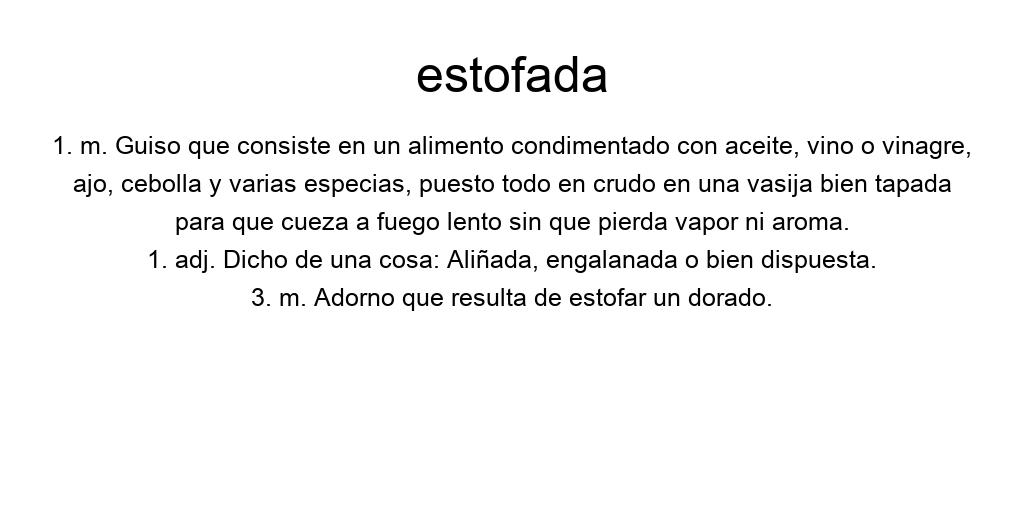 estofada
1. m. Guiso que consiste en un alimento condimentado con aceite, vino o vinagre,
ajo, cebolla y varias especias, puesto todo en crudo en una vasija bien tapada
para que cueza a fuego lento sin que pierda vapor ni aroma.
1. adj. Dicho de una cosa: Aliñada, engalanada o bien dispuesta.
3. m. Adorno que resulta de estofar un dorado.